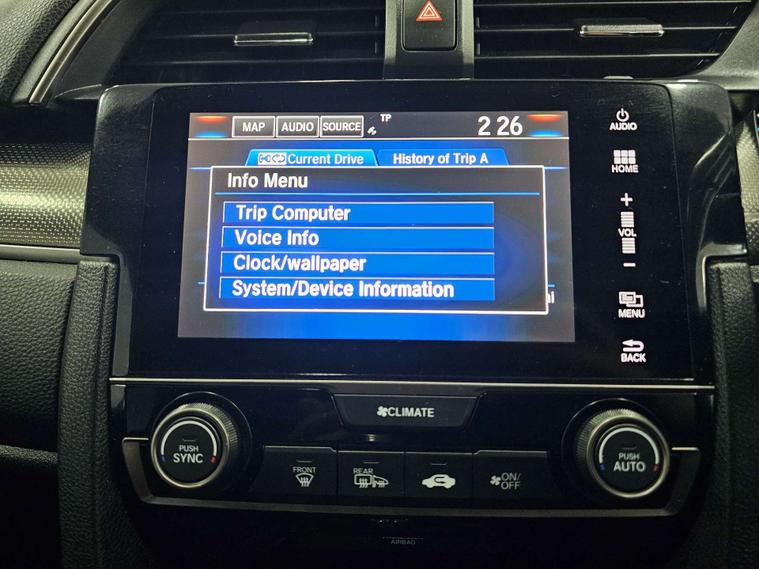 MAP AUDIO SOURCE TP 2 26
Current Drive History of Trip A
Info Menu
Trip Computer
Voice Info
Clock/wallpaper
System/Device Information
AUDIO
HOME
+
VOL
−
MENU
BACK
CLIMATE
PUSH
SYNC
FRONT
REAR
ON/
OFF
PUSH
AUTO
AIRBAG